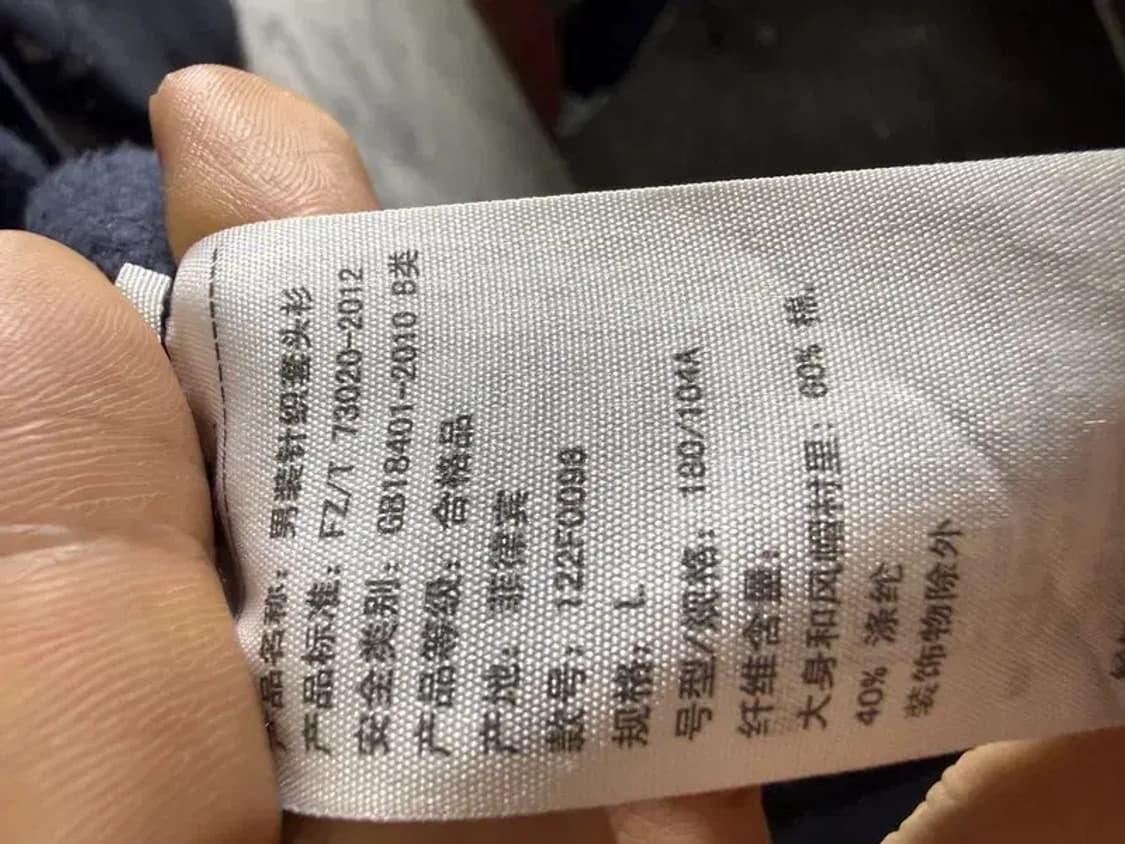 产品名称：男装针织套头衫
产品标准：FZ/T 73020-2012
安全类别：GB18401-2010 B类
产品等级：合格品
产地：菲律宾
款号：122F0098
规格：L
号型/规格：180/104A
纤维含量：
大身和风帽衬里：60% 棉，
40% 涤纶
装饰物除外